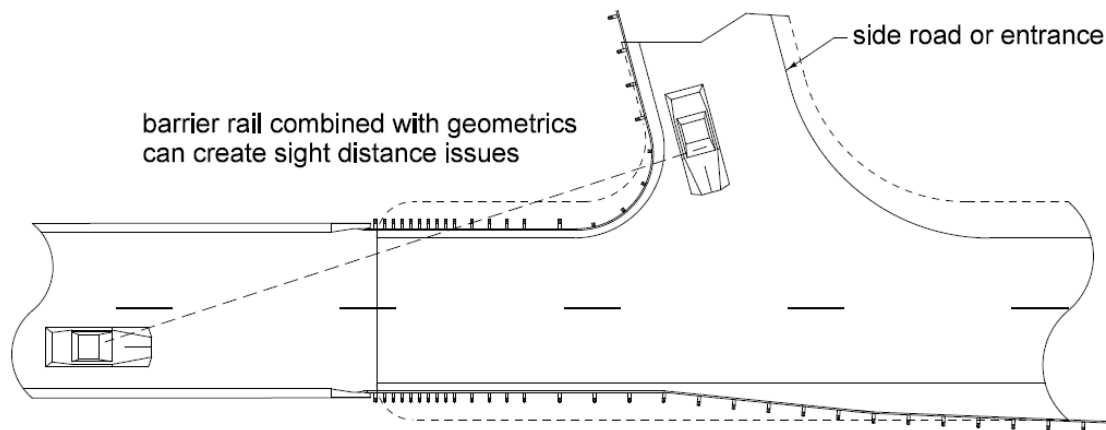 side road or entrance
barrier rail combined with geometrics
can create sight distance issues